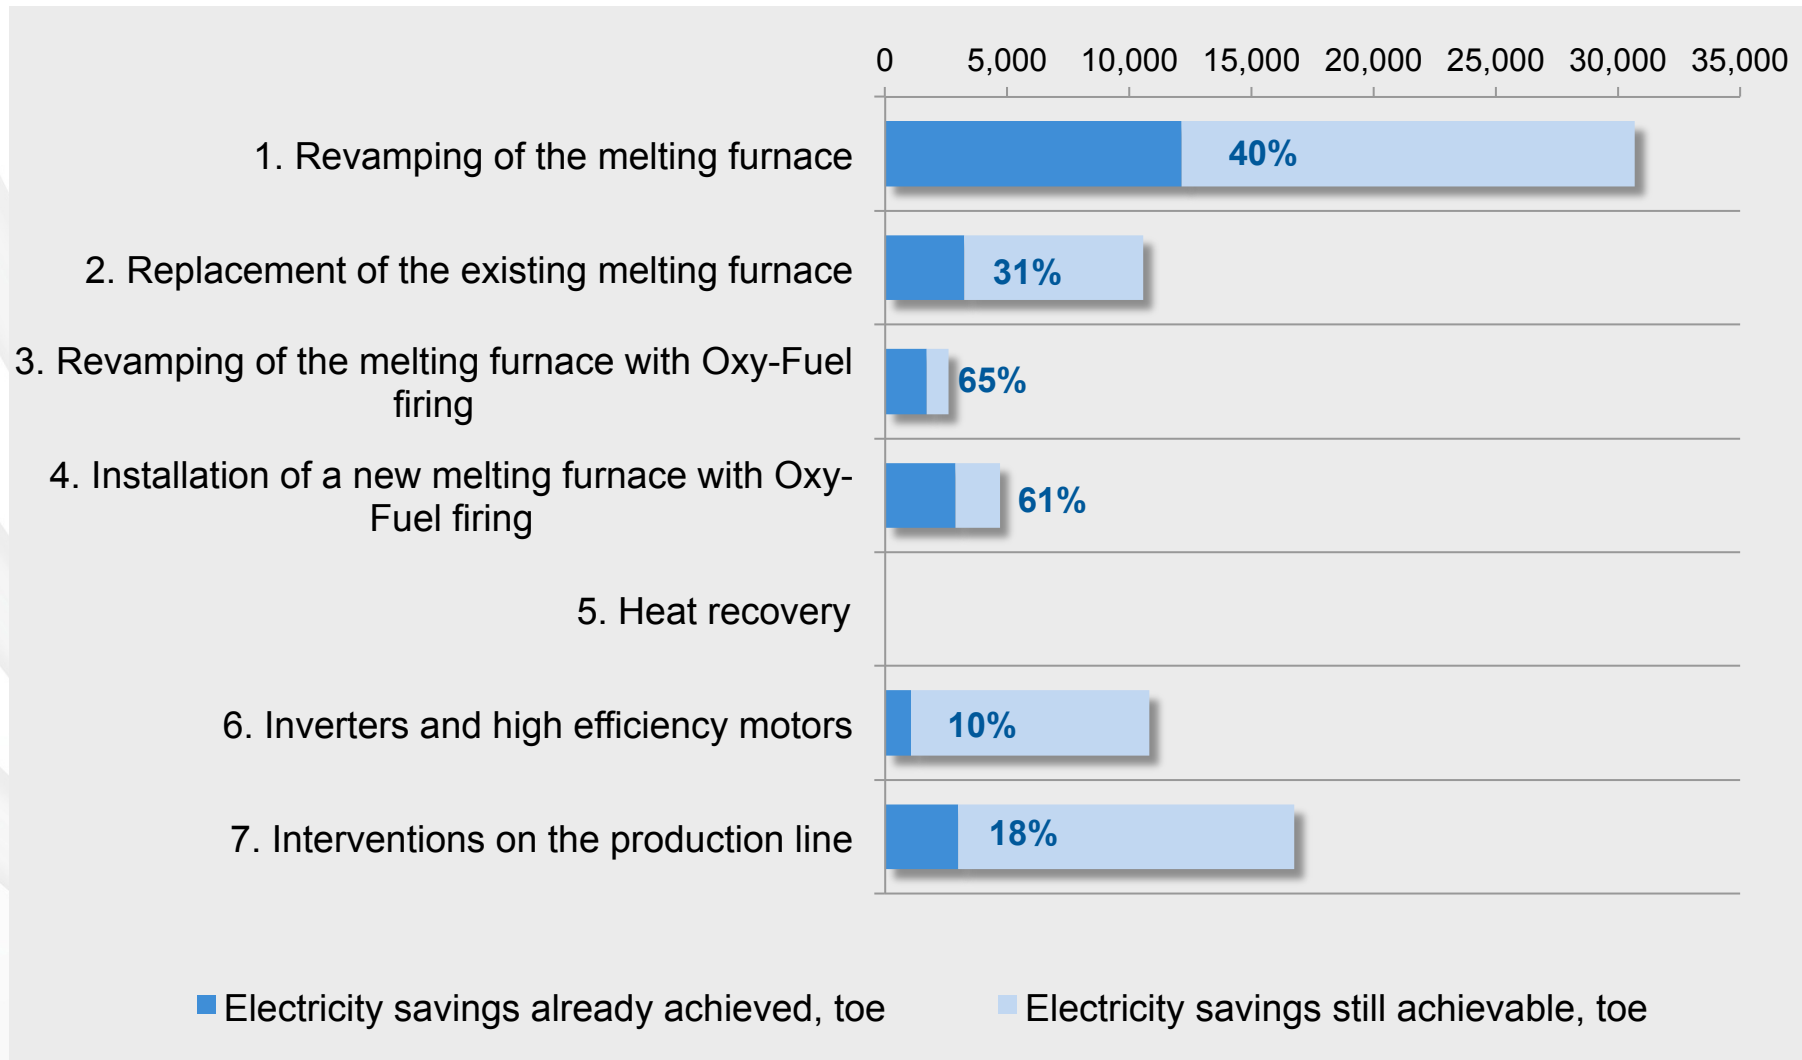 0 5,000 10,000 15,000 20,000 25,000 30,000 35,000
1. Revamping of the melting furnace
40%
2. Replacement of the existing melting furnace
31%
3. Revamping of the melting furnace with Oxy-Fuel
firing
65%
4. Installation of a new melting furnace with Oxy-
Fuel firing
61%
5. Heat recovery
6. Inverters and high efficiency motors
10%
7. Interventions on the production line
18%
Electricity savings already achieved, toe
Electricity savings still achievable, toe